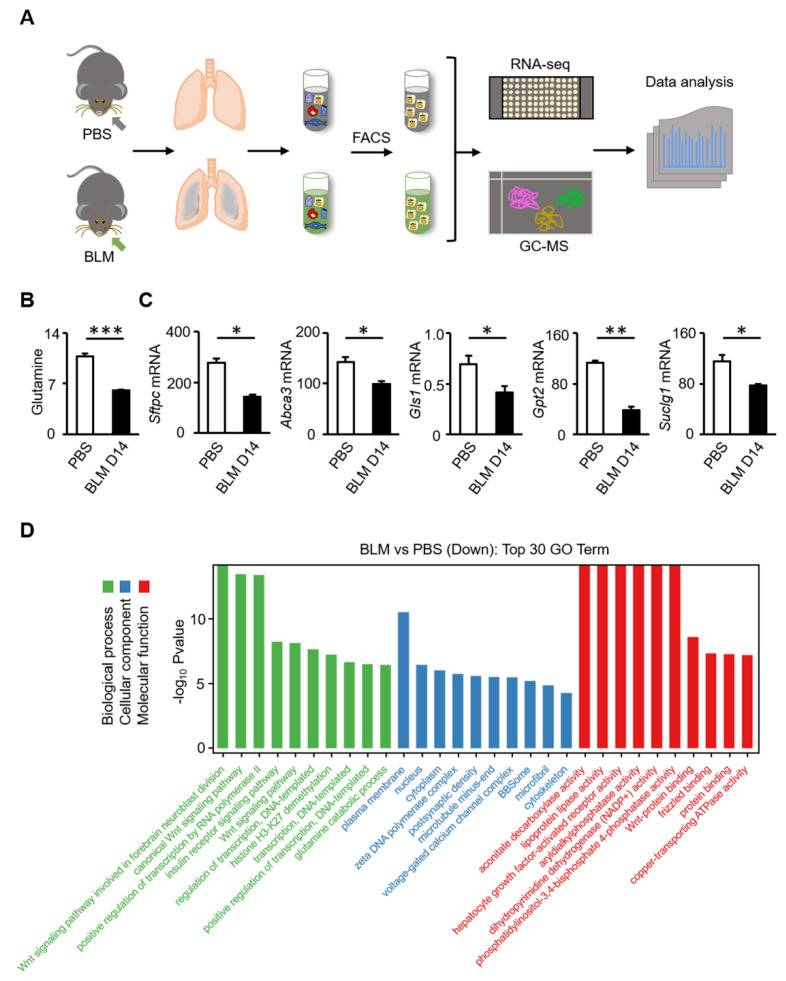 A
PBS
BLM
FACS
RNA-seq
GC-MS
Data analysis
B
Glutamine
14
7
0
***
PBS
BLM D14
C
Sftpc mRNA
400
200
0
*
PBS
BLM D14
Abca3 mRNA
200
100
0
*
PBS
BLM D14
Gls1 mRNA
1.0
0.5
0
*
PBS
BLM D14
Gpt2 mRNA
160
80
0
**
PBS
BLM D14
Suclg1 mRNA
160
80
0
*
PBS
BLM D14
D
BLM vs PBS (Down): Top 30 GO Term
Biological process
Cellular component
Molecular function
-log10 Pvalue
10
5
0
Wnt signaling pathway involved in forebrain neuroblast division
canonical Wnt signaling pathway
positive regulation of transcription by RNA polymerase II
insulin receptor signaling pathway
Wnt signaling pathway
regulation of transcription, DNA-templated
histone H3-K27 demethylation
transcription, DNA-templated
positive regulation of transcription, DNA-templated
glutamine catabolic process
plasma membrane
nucleus
cytoplasm
zeta DNA polymerase complex
postsynaptic density
microtubule minus-end
voltage-gated calcium channel complex
BBSome
microfibril
cytoskeleton
aconitate decarboxylase activity
lipoprotein lipase activity
hepatocyte growth factor-activated receptor activity
aryldialkylphosphatase activity
dihydropyrimidine dehydrogenase (NADP+) activity
phosphatidylinositol-3,4-bisphosphate 4-phosphatase activity
Wnt-protein binding
frizzled binding
protein binding
copper-transporting ATPase activity